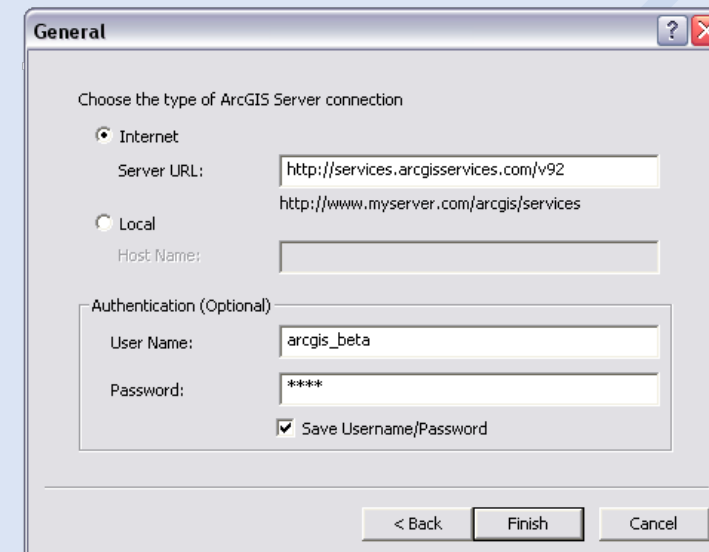 General
Choose the type of ArcGIS Server connection
Internet
Server URL: http://services.arcgisservices.com/v92
http://www.myserver.com/arcgis/services
Local
Host Name:
Authentication (Optional)
User Name: arcgis_beta
Password: ****
Save Username/Password
< Back Finish Cancel